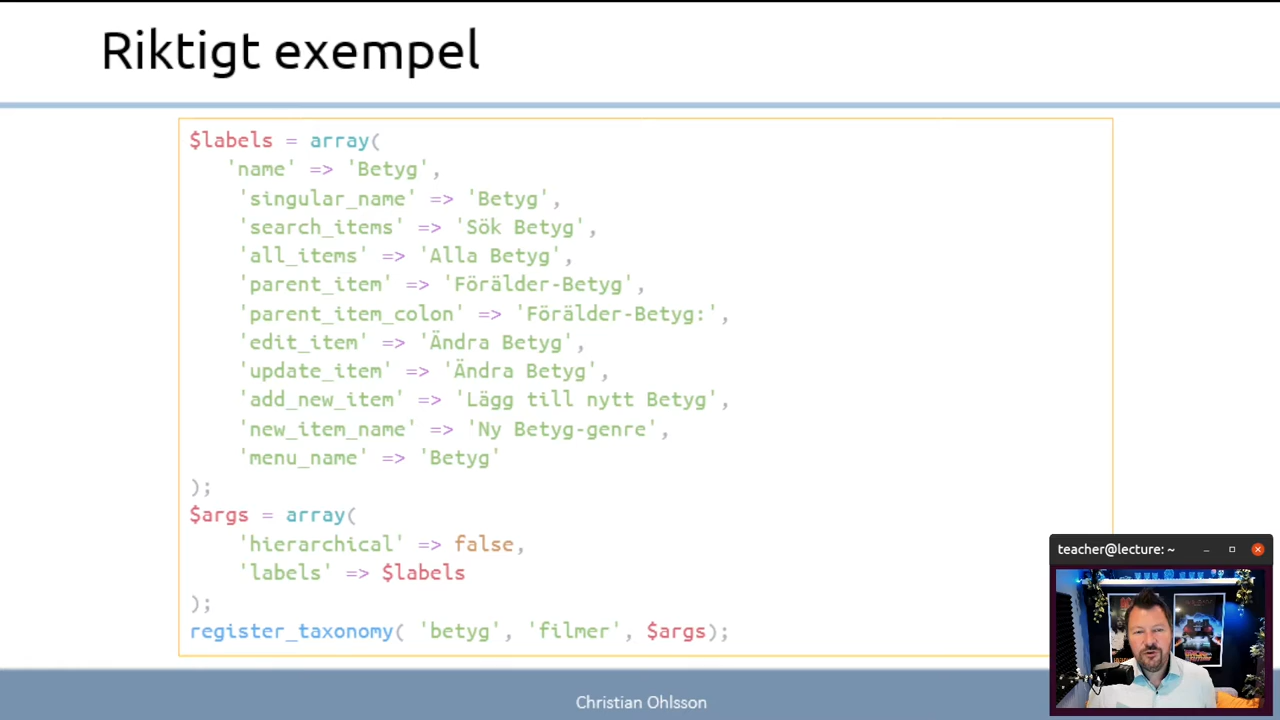 Riktigt exempel
$labels = array(
'name' => 'Betyg',
'singular_name' => 'Betyg',
'search_items' => 'Sök Betyg',
'all_items' => 'Alla Betyg',
'parent_item' => 'Förälder-Betyg',
'parent_item_colon' => 'Förälder-Betyg:',
'edit_item' => 'Ändra Betyg',
'update_item' => 'Ändra Betyg',
'add_new_item' => 'Lägg till nytt Betyg',
'new_item_name' => 'Ny Betyg-genre',
'menu_name' => 'Betyg'
);
$args = array(
'hierarchical' => false,
'labels' => $labels
);
register_taxonomy( 'betyg', 'filmer', $args);
teacher@lecture: ~
Christian Ohlsson